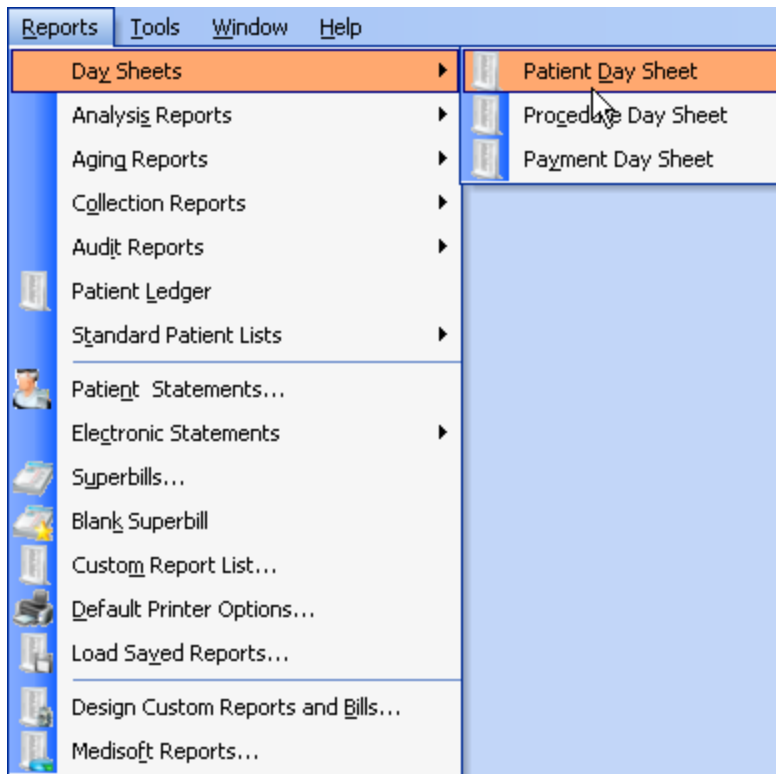 Reports Tools Window Help
Day Sheets
Patient Day Sheet
Analysis Reports
Procedure Day Sheet
Aging Reports
Payment Day Sheet
Collection Reports
Audit Reports
Patient Ledger
Standard Patient Lists
Patient Statements...
Electronic Statements
Superbills...
Blank Superbill
Custom Report List...
Default Printer Options...
Load Saved Reports...
Design Custom Reports and Bills...
Medisoft Reports...